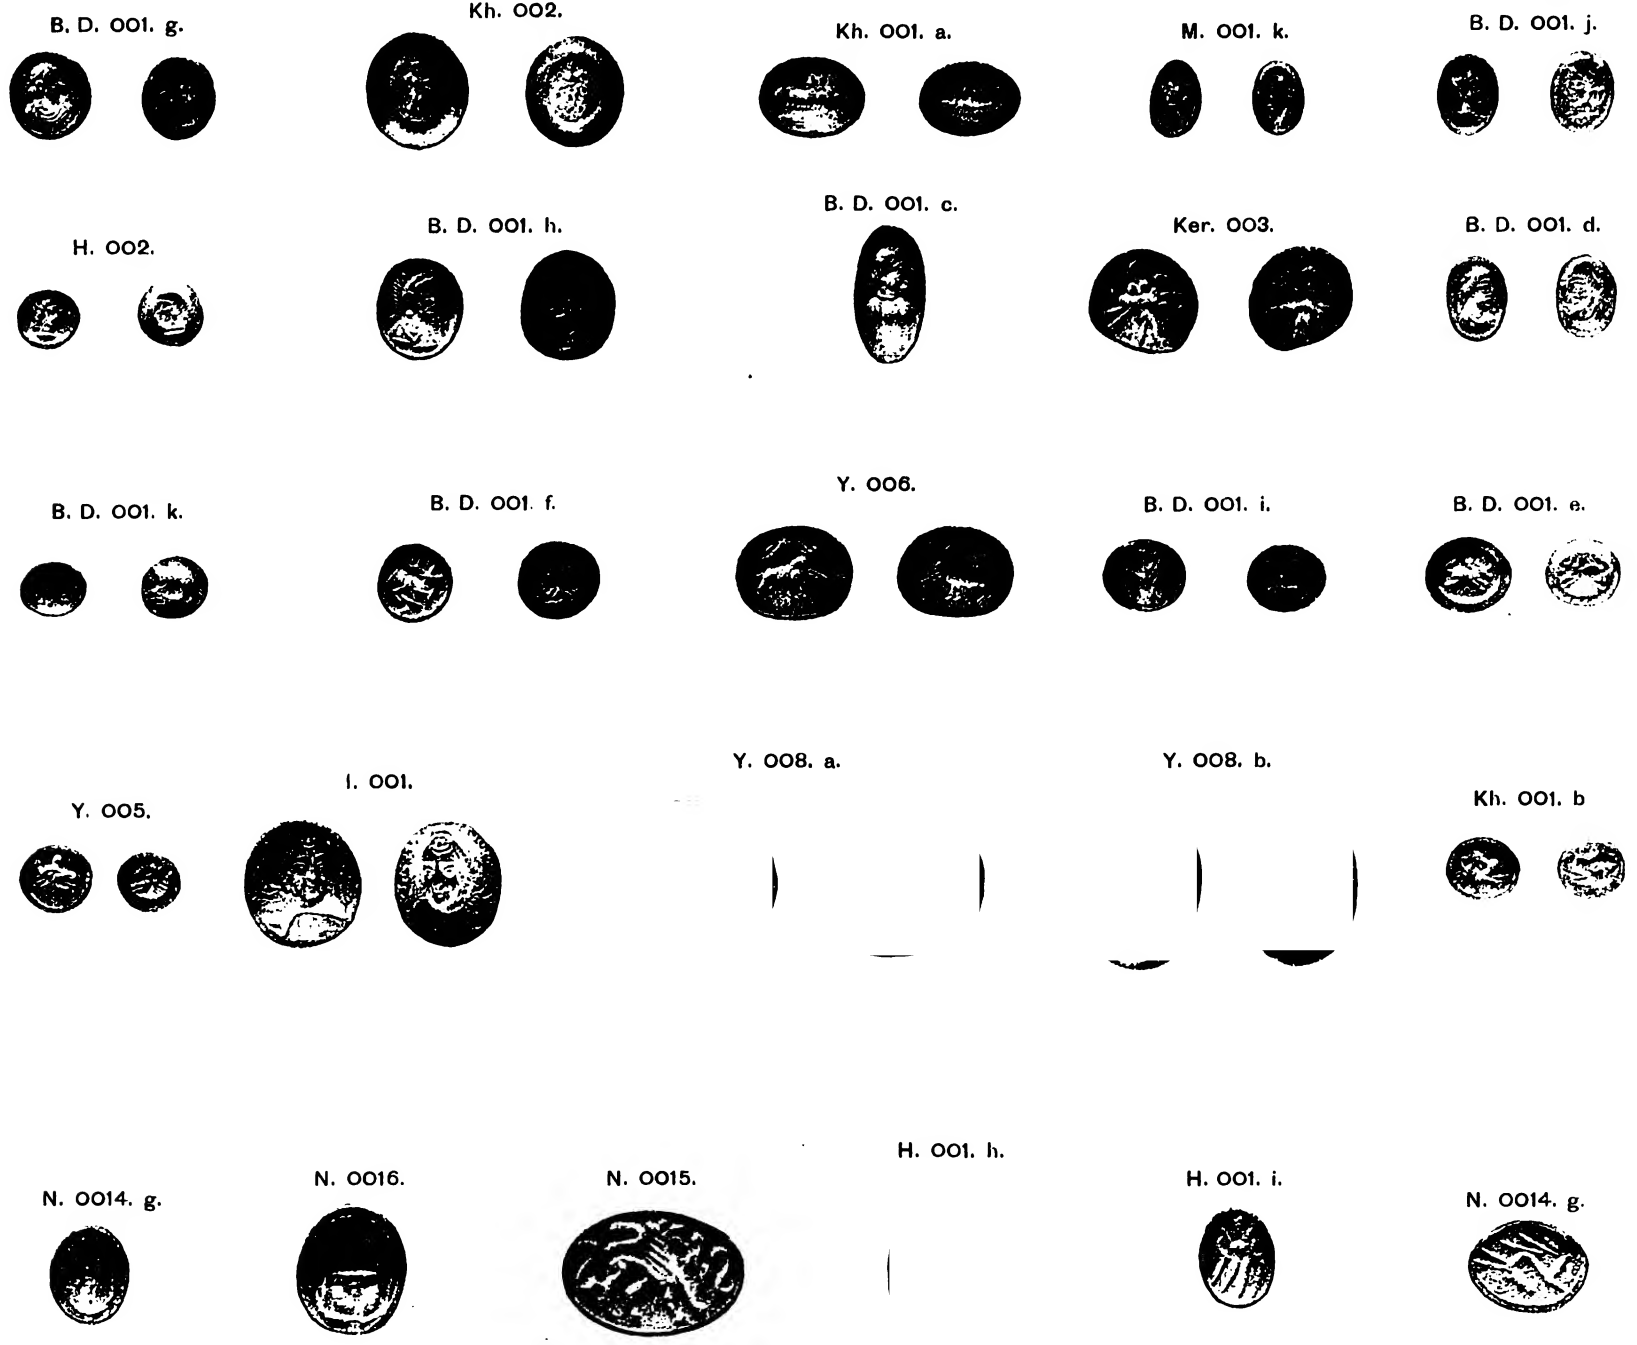 B. D. 001. g.
Kh. 002.
Kh. 001. a.
M. 001. k.
B. D. 001. j.
H. 002.
B. D. 001. h.
B. D. 001. c.
Ker. 003.
B. D. 001. d.
B. D. 001. k.
B. D. 001. f.
Y. 006.
B. D. 001. i.
B. D. 001. e.
Y. 005.
I. 001.
Y. 008. a.
Y. 008. b.
Kh. 001. b
N. 0014. g.
N. 0016.
N. 0015.
H. 001. h.
H. 001. i.
N. 0014. g.